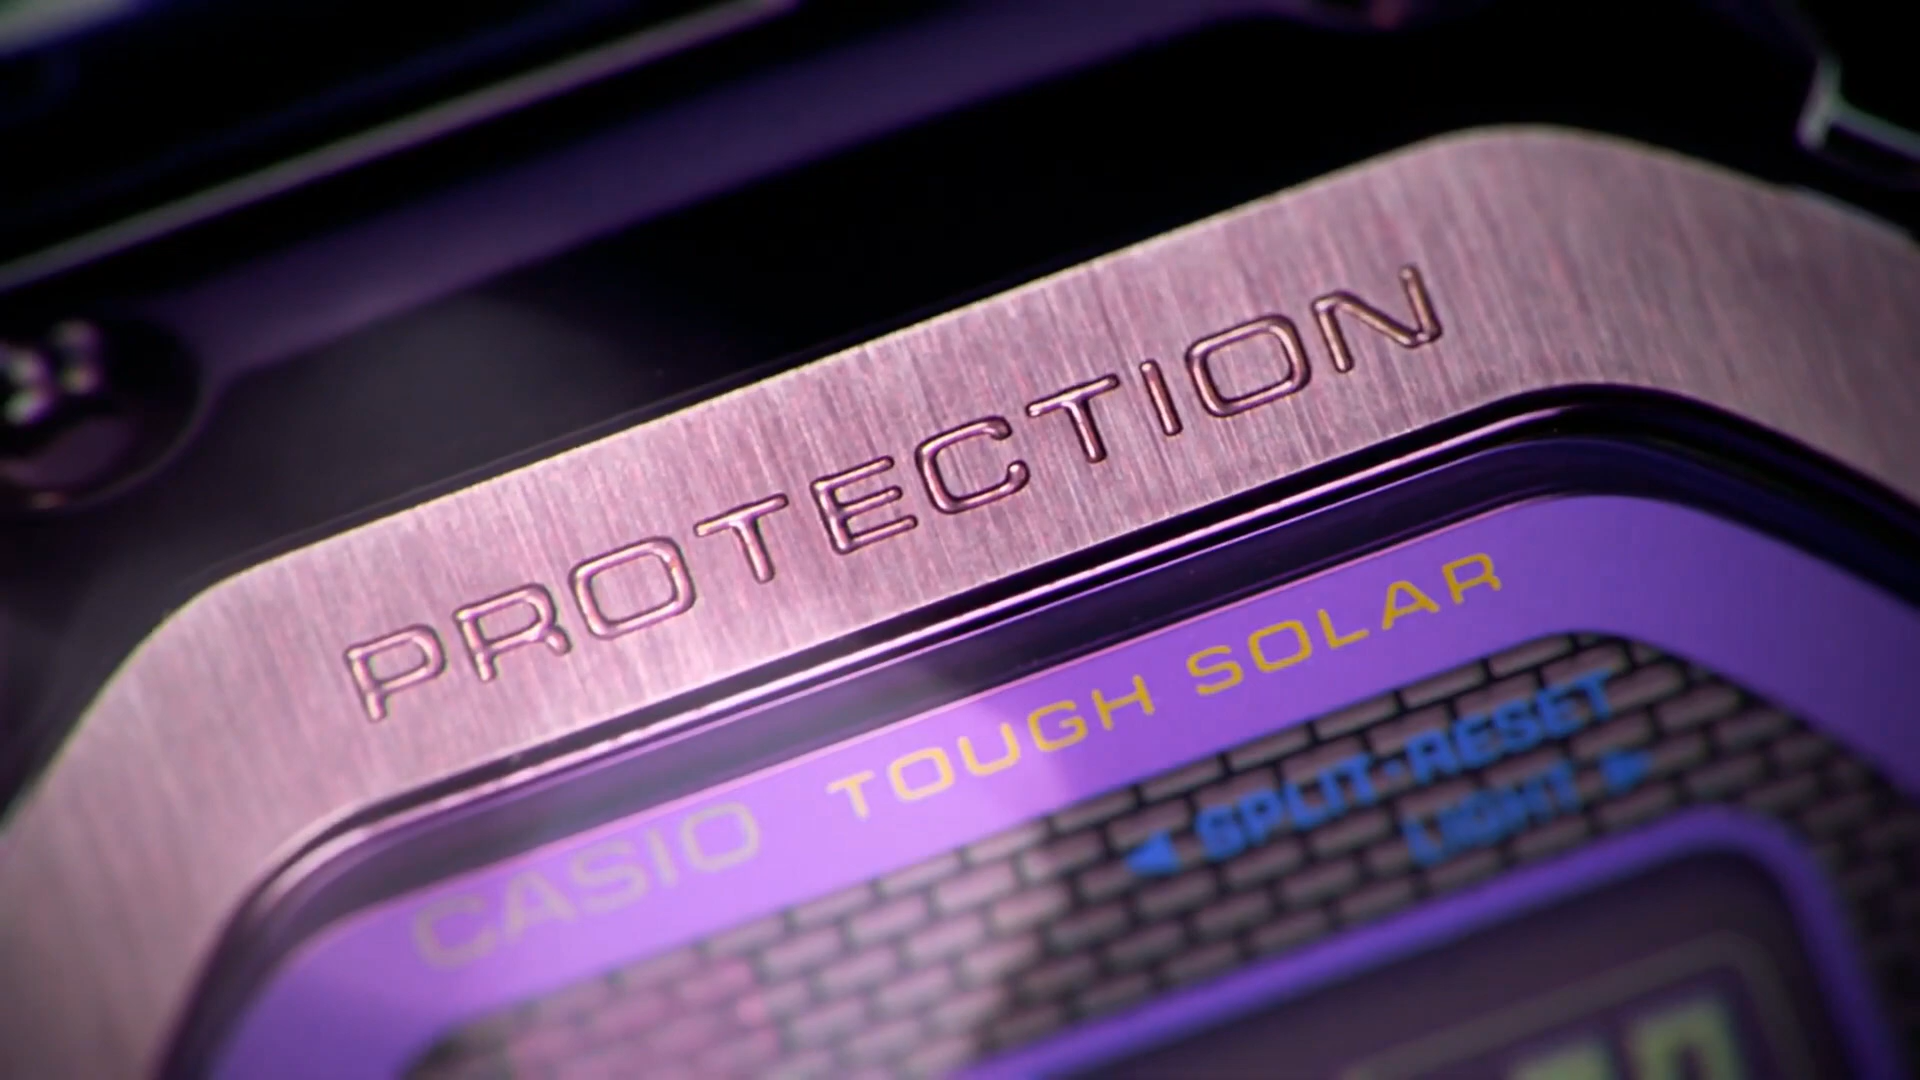 PROTECTION
CASIO TOUGH SOLAR
◀ SPLIT·RESET
LIGHT ▶